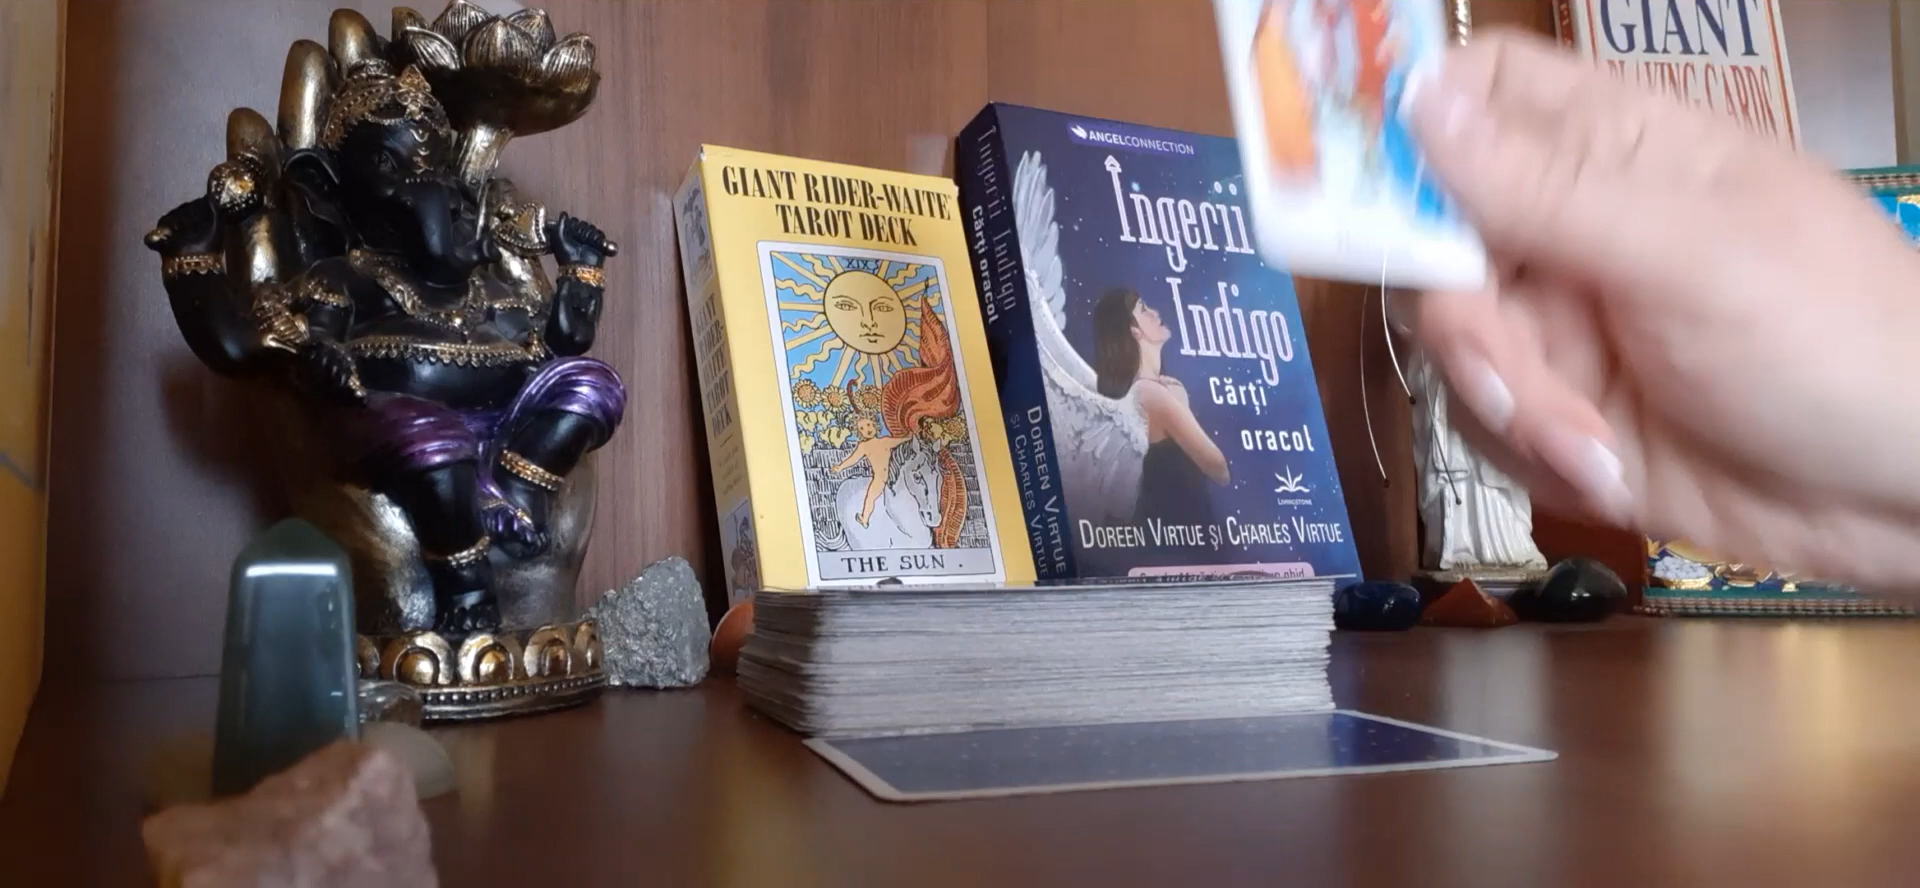 GIANT RIDER-WAITE
TAROT DECK
XIX
THE SUN .
GIANT
RIDER-
WAITE
TAROT
DECK
Îngerii Indigo
Cărți oracol
DOREEN VIRTUE
ȘI CHARLES VIRTUE
ANGELCONNECTION
Îngerii
Indigo
Cărți
oracol
LIVINGSTONE
DOREEN VIRTUE ȘI CHARLES VIRTUE
GIANT
PLAYING CARDS